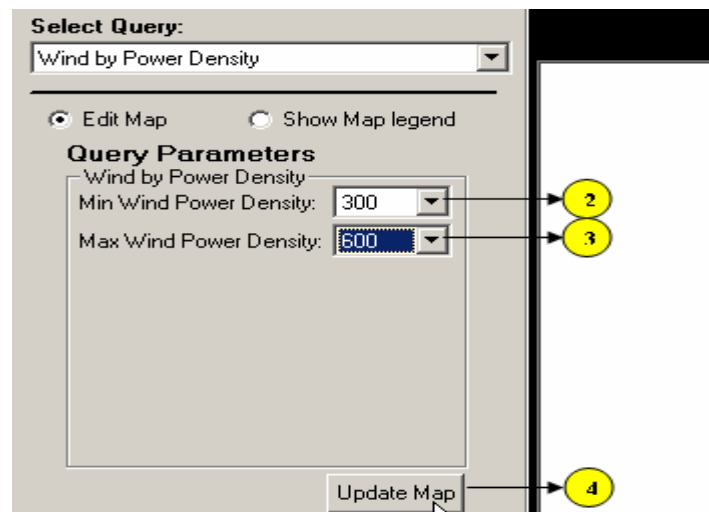 Select Query:
Wind by Power Density
Edit Map Show Map legend
Query Parameters
Wind by Power Density
Min Wind Power Density: 300 2
Max Wind Power Density: 600 3
Update Map 4